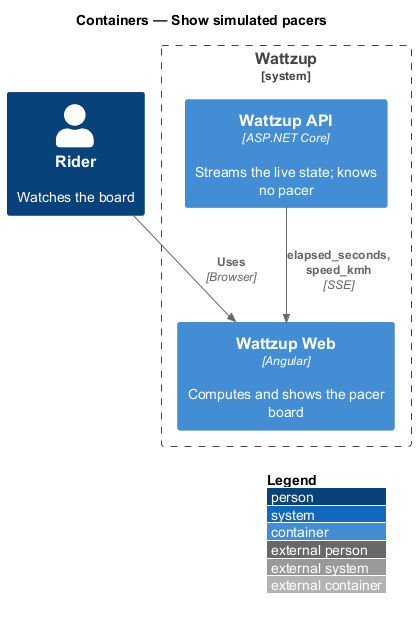 Containers — Show simulated pacers
Wattzup
[system]
Rider
Watches the board
Wattzup API
[ASP.NET Core]
Streams the live state; knows
no pacer
Uses
[Browser]
elapsed_seconds,
speed_kmh
[SSE]
Wattzup Web
[Angular]
Computes and shows the pacer
board
Legend
person
system
container
external person
external system
external container